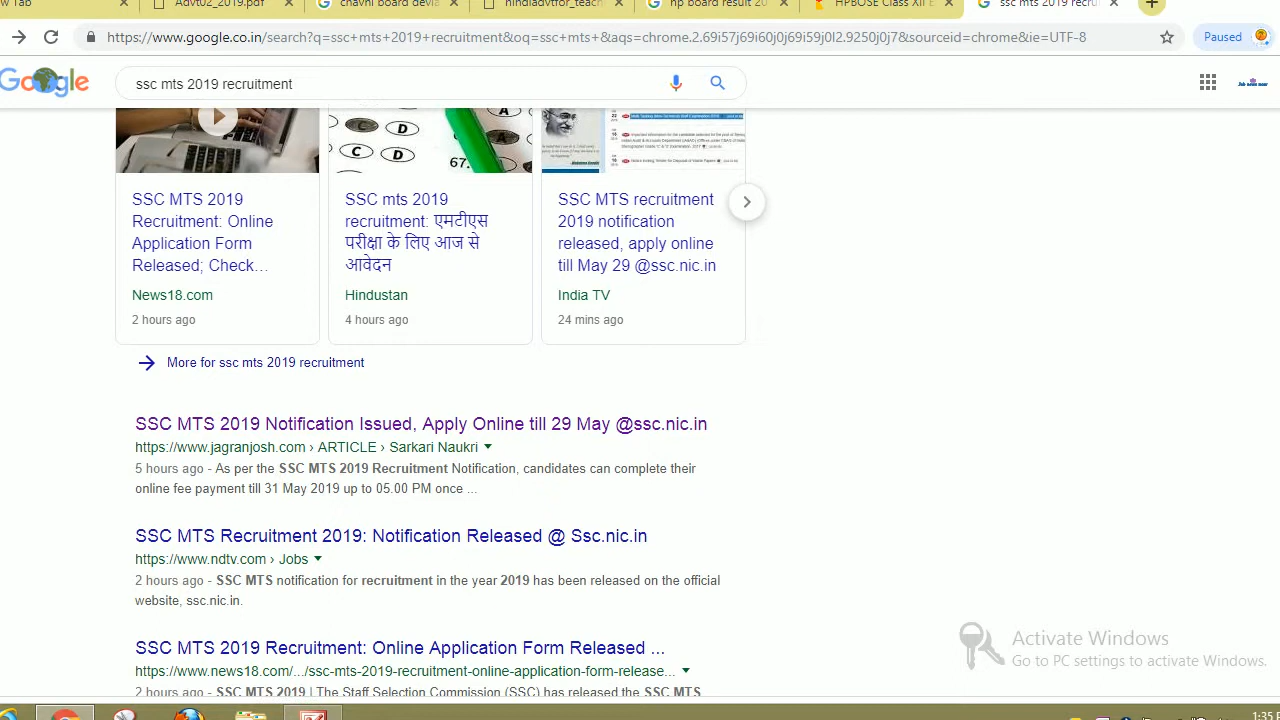 w Tab
Advt02_2019.pdf
chavni board devia
hindiadvtfor_teach
hp board result 20
HPBOSE Class XII E
ssc mts 2019 recru
https://www.google.co.in/search?q=ssc+mts+2019+recruitment&oq=ssc+mts+&aqs=chrome.2.69i57j69i60j0j69i59j0l2.9250j0j7&sourceid=chrome&ie=UTF-8
Paused
Google
ssc mts 2019 recruitment
SSC MTS 2019
Recruitment: Online
Application Form
Released; Check...
News18.com
2 hours ago
SSC mts 2019
recruitment: एमटीएस
परीक्षा के लिए आज से
आवेदन
Hindustan
4 hours ago
SSC MTS recruitment
2019 notification
released, apply online
till May 29 @ssc.nic.in
India TV
24 mins ago
More for ssc mts 2019 recruitment
SSC MTS 2019 Notification Issued, Apply Online till 29 May @ssc.nic.in
https://www.jagranjosh.com › ARTICLE › Sarkari Naukri
5 hours ago - As per the SSC MTS 2019 Recruitment Notification, candidates can complete their
online fee payment till 31 May 2019 up to 05.00 PM once ...
SSC MTS Recruitment 2019: Notification Released @ Ssc.nic.in
https://www.ndtv.com › Jobs
2 hours ago - SSC MTS notification for recruitment in the year 2019 has been released on the official
website, ssc.nic.in.
SSC MTS 2019 Recruitment: Online Application Form Released ...
https://www.news18.com/.../ssc-mts-2019-recruitment-online-application-form-release...
2 hours ago - SSC MTS 2019 | The Staff Selection Commission (SSC) has released the SSC MTS
Activate Windows
Go to PC settings to activate Windows.
1:35